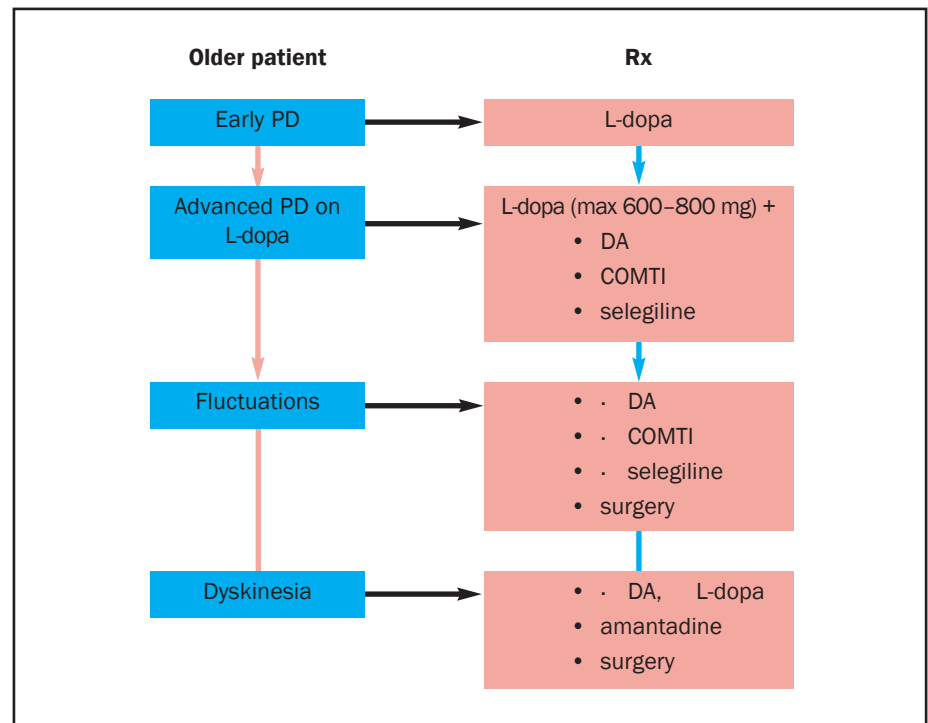 Older patient
Rx
Early PD
L-dopa
Advanced PD on
L-dopa
L-dopa (max 600–800 mg) +
• DA
• COMTI
• selegiline
Fluctuations
• · DA
• · COMTI
• · selegiline
• surgery
Dyskinesia
• · DA, L-dopa
• amantadine
• surgery